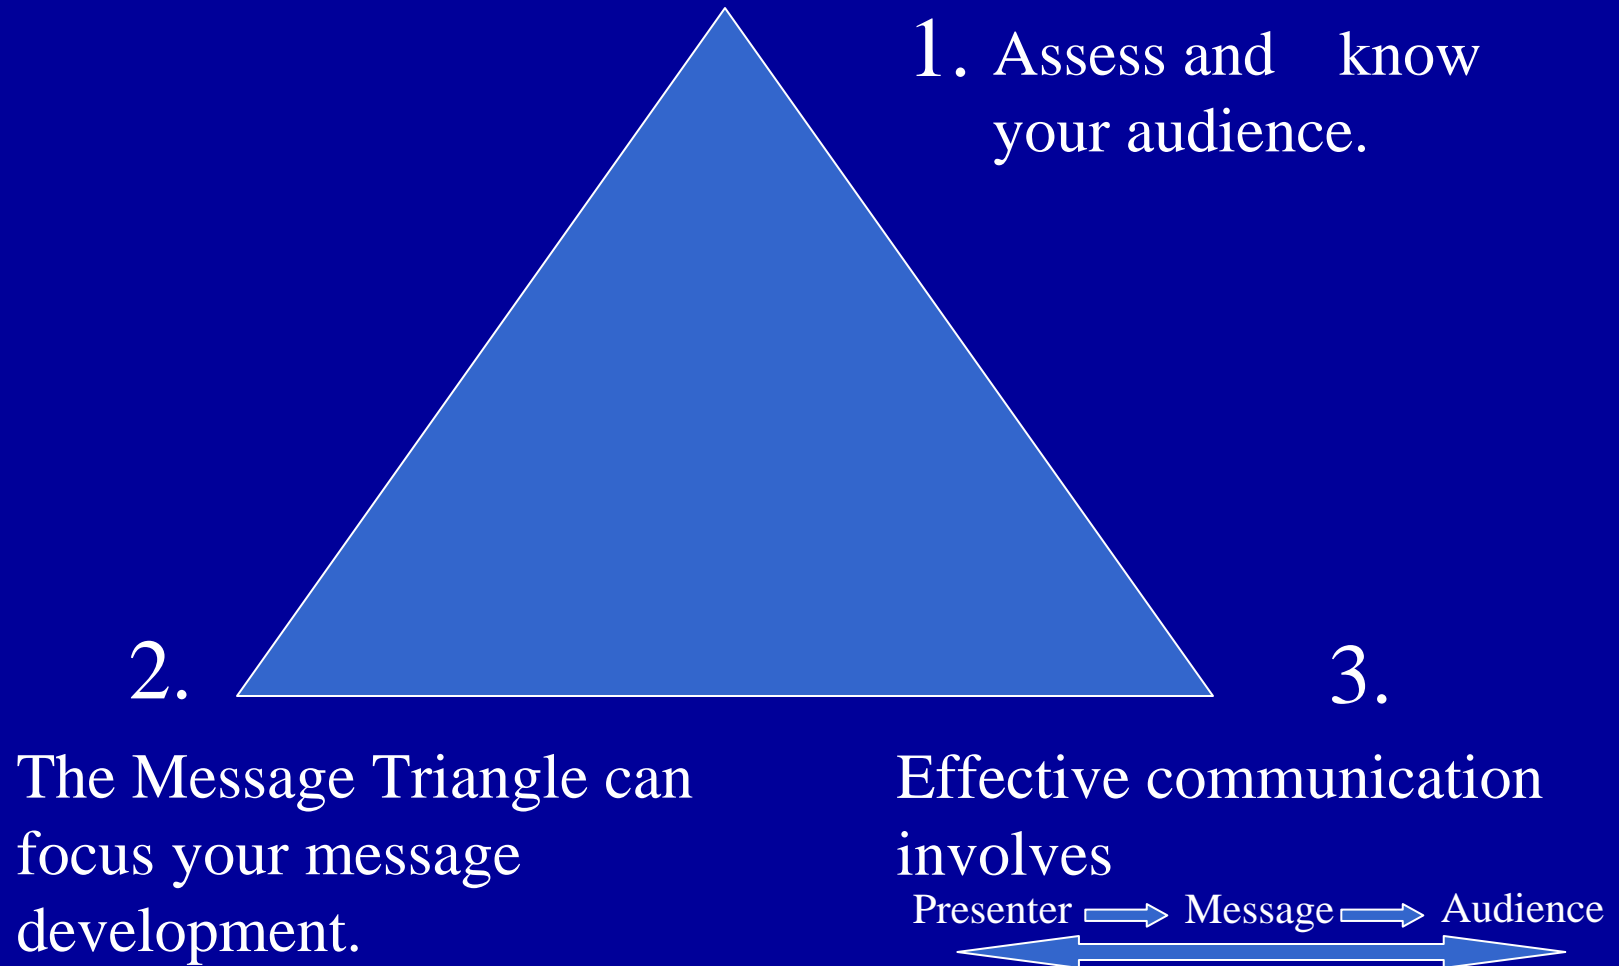 1. Assess and know
your audience.
2.
The Message Triangle can
focus your message
development.
3.
Effective communication
involves
Presenter Message Audience